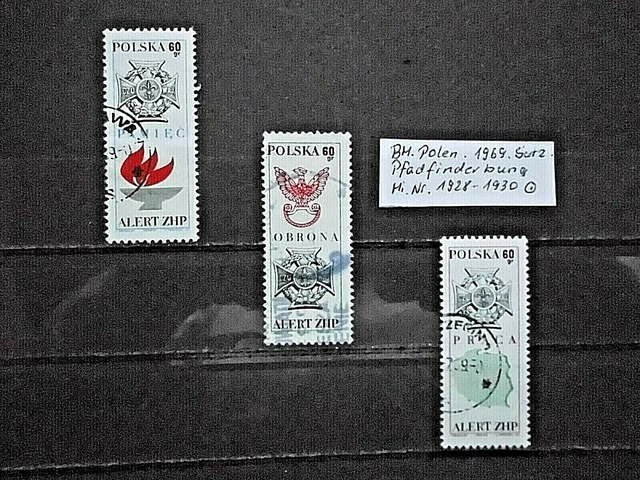 POLSKA 60 gr
PAMIĘĆ
ALERT ZHP
POLSKA 60 gr
OBRONA
ALERT ZHP
BM. Polen. 1969. Satz.
Pfadfinderbung
Mi. Nr. 1928-1930
POLSKA 60 gr
PRACA
ALERT ZHP